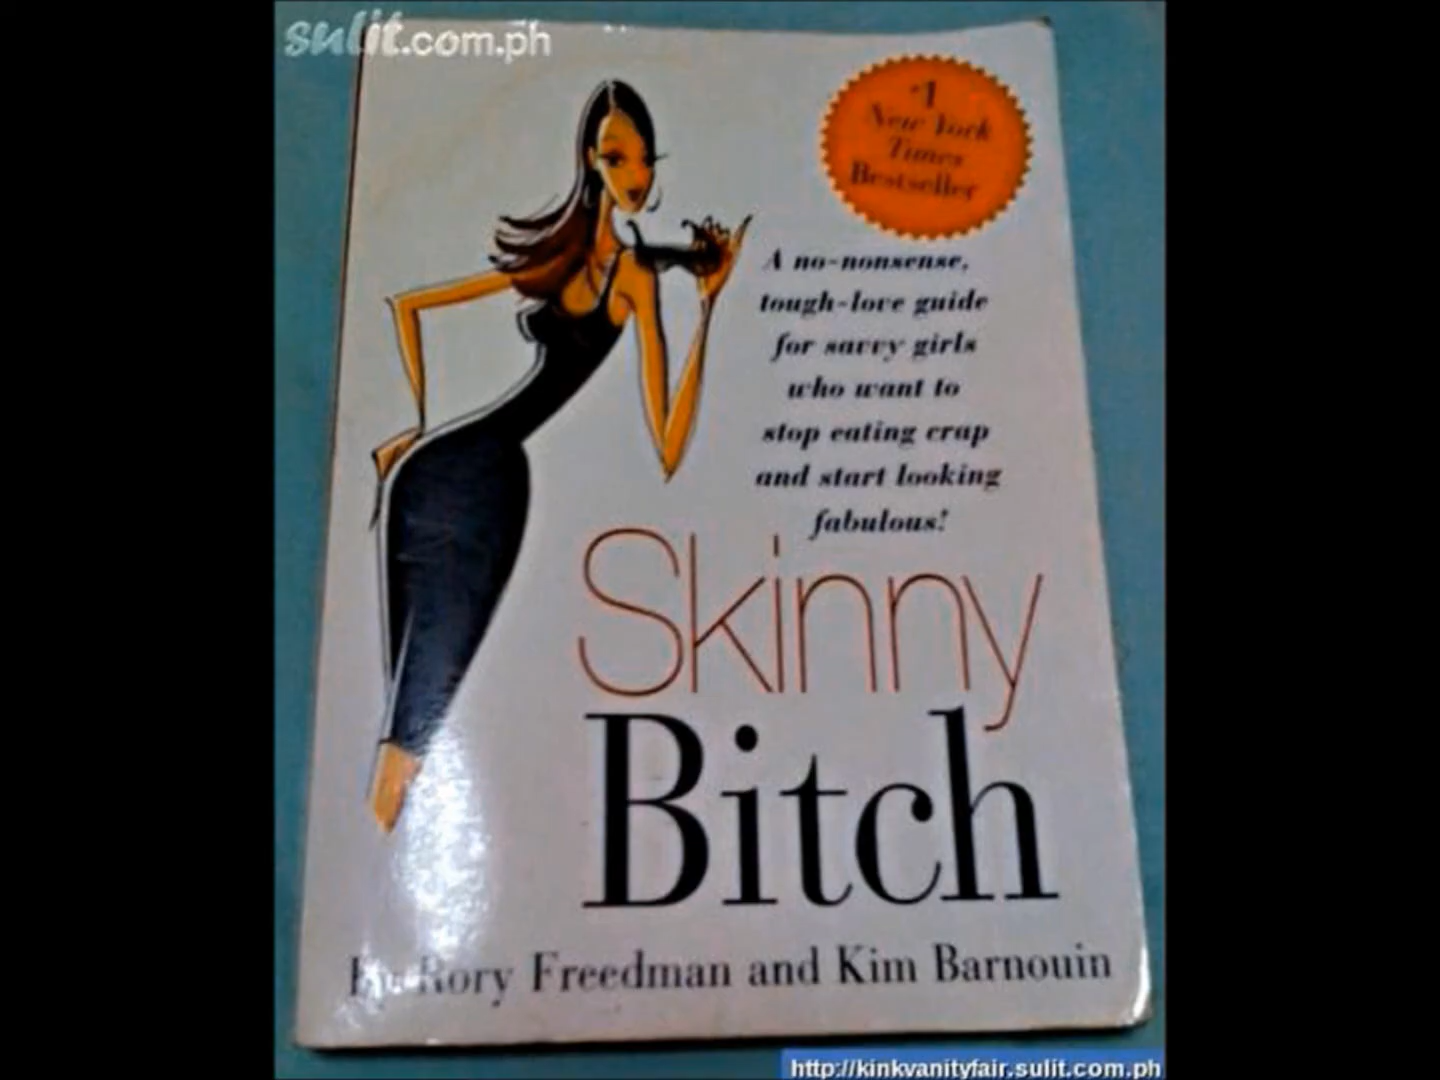 sulit.com.ph
#1
New York
Times
Bestseller
A no-nonsense,
tough-love guide
for savvy girls
who want to
stop eating crap
and start looking
fabulous!
Skinny
Bitch
By Rory Freedman and Kim Barnouin
http://kinkvanityfair.sulit.com.ph